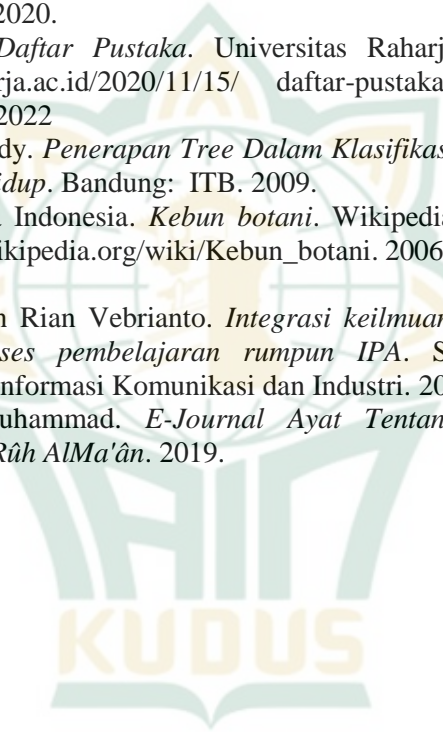 2020.
Daftar Pustaka. Universitas Raharj
rja.ac.id/2020/11/15/ daftar-pustaka
2022
dy. Penerapan Tree Dalam Klasifikas
idup. Bandung: ITB. 2009.
Indonesia. Kebun botani. Wikipedia
vikipedia.org/wiki/Kebun_botani. 2006
n Rian Vebrianto. Integrasi keilmuan
ses pembelajaran rumpun IPA. S
nformasi Komunikasi dan Industri. 20
uhammad. E-Journal Ayat Tentan
Rûh AlMa'ân. 2019.
KUDUS